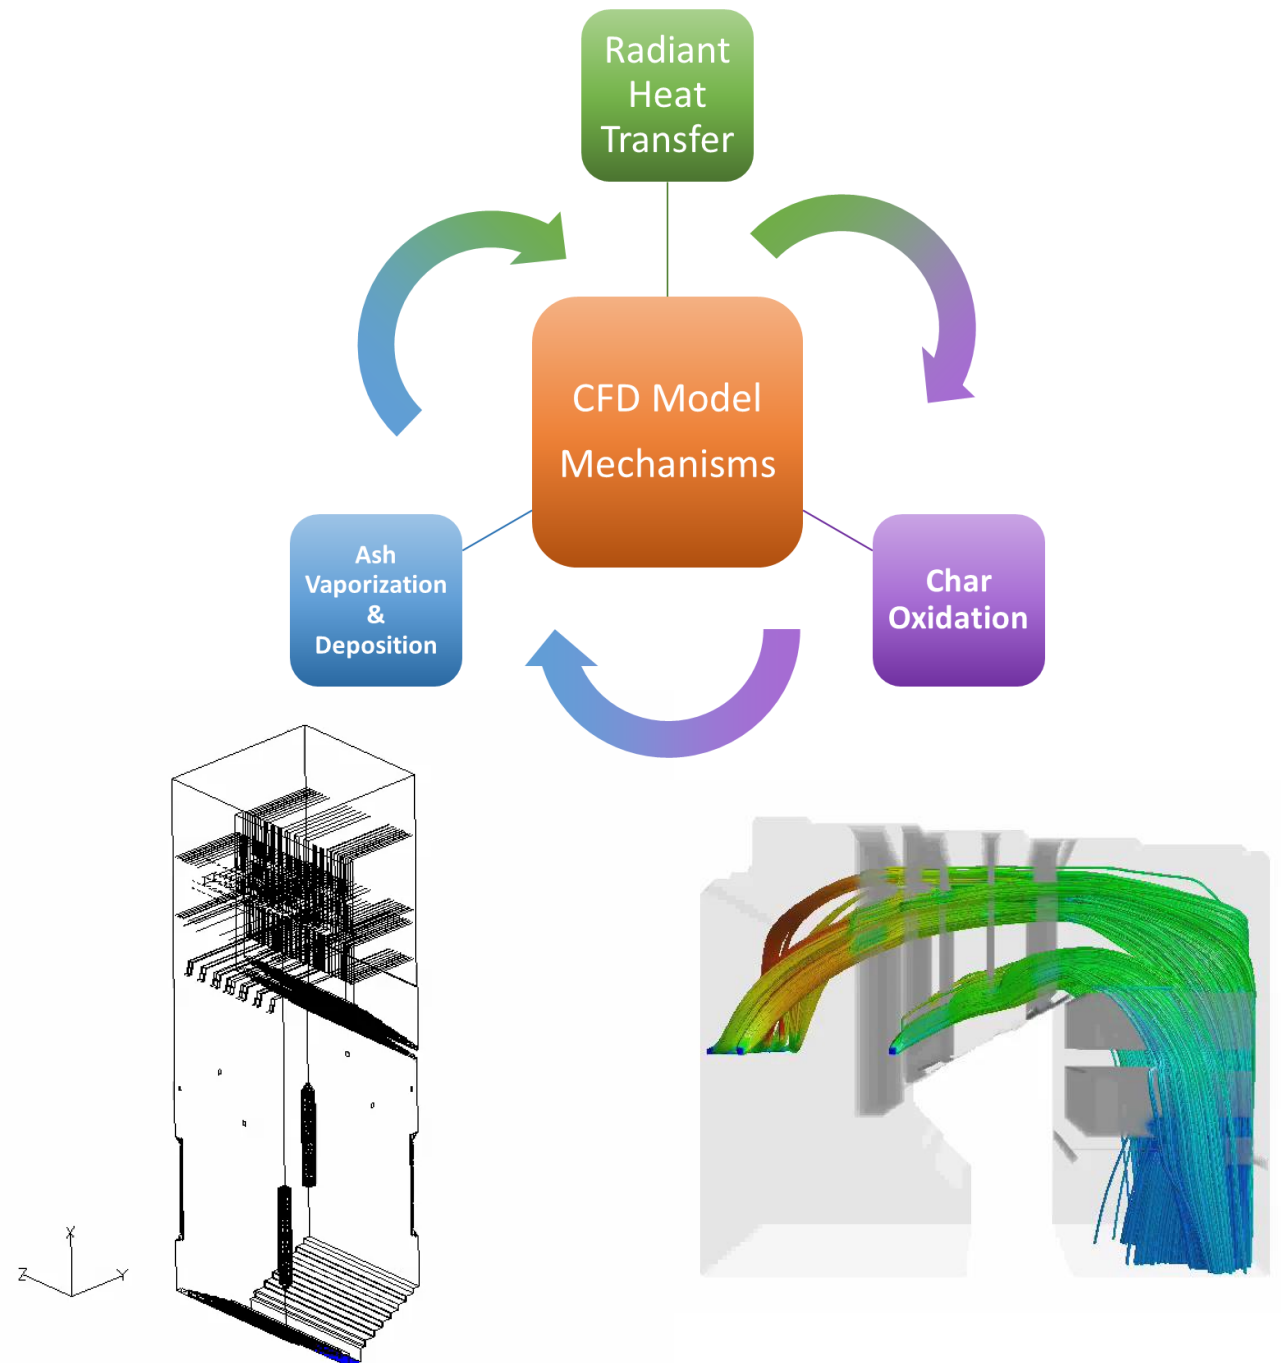 Radiant
Heat
Transfer
CFD Model
Mechanisms
Ash
Vaporization
&
Deposition
Char
Oxidation
X
Z
Y